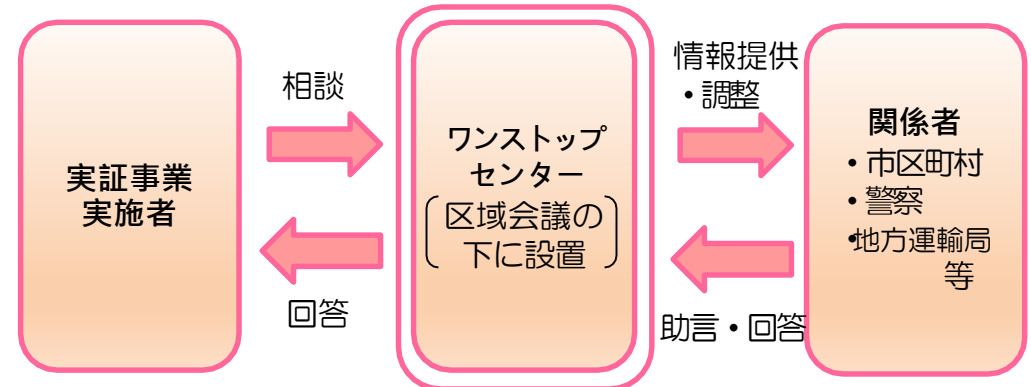 実証事業
実施者
相談
回答
ワンストップ
センター
区域会議の
下に設置
情報提供
・調整
助言・回答
関係者
・市区町村
・警察
・地方運輸局
等